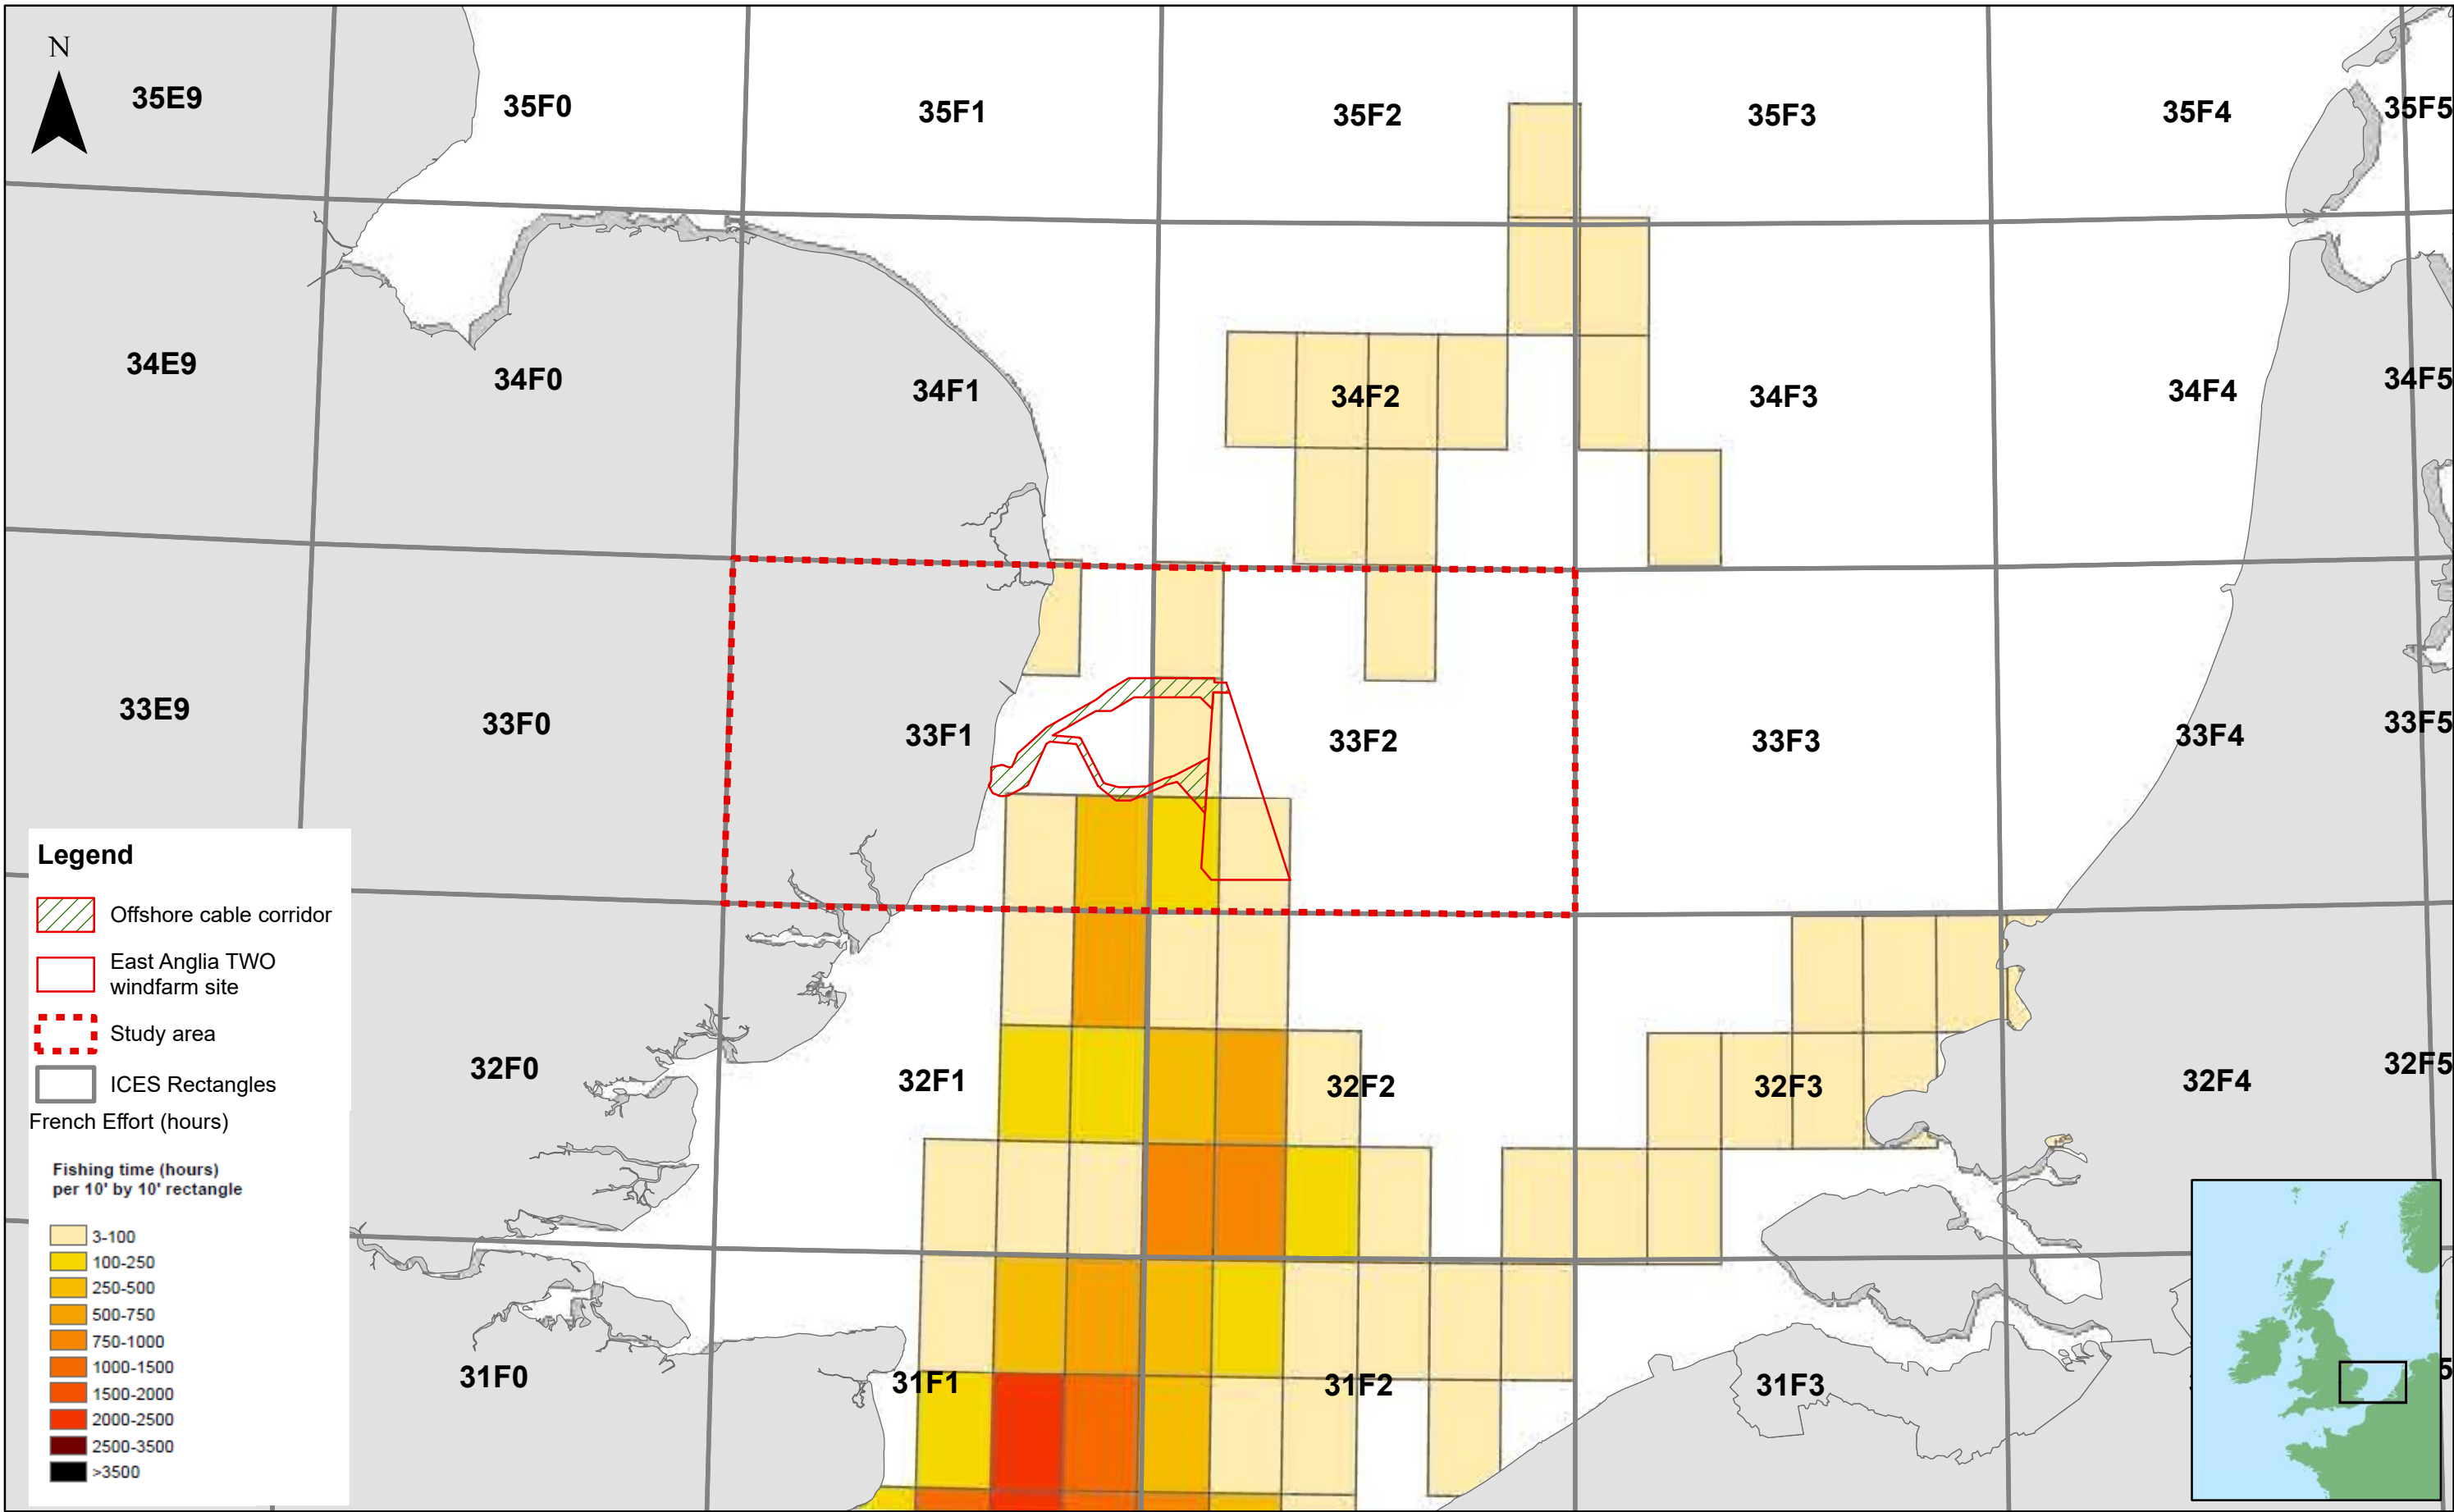 N
35E9
35F0
35F1
35F2
35F3
35F4
35F5
34E9
34F0
34F1
34F2
34F3
34F4
34F5
33E9
33F0
33F1
33F2
33F3
33F4
33F5
32F0
32F1
32F2
32F3
32F4
32F5
31F0
31F1
31F2
31F3
5
Legend
Offshore cable corridor
East Anglia TWO
windfarm site
Study area
ICES Rectangles
French Effort (hours)
Fishing time (hours)
per 10' by 10' rectangle
3-100
100-250
250-500
500-750
750-1000
1000-1500
1500-2000
2000-2500
2500-3500
>3500